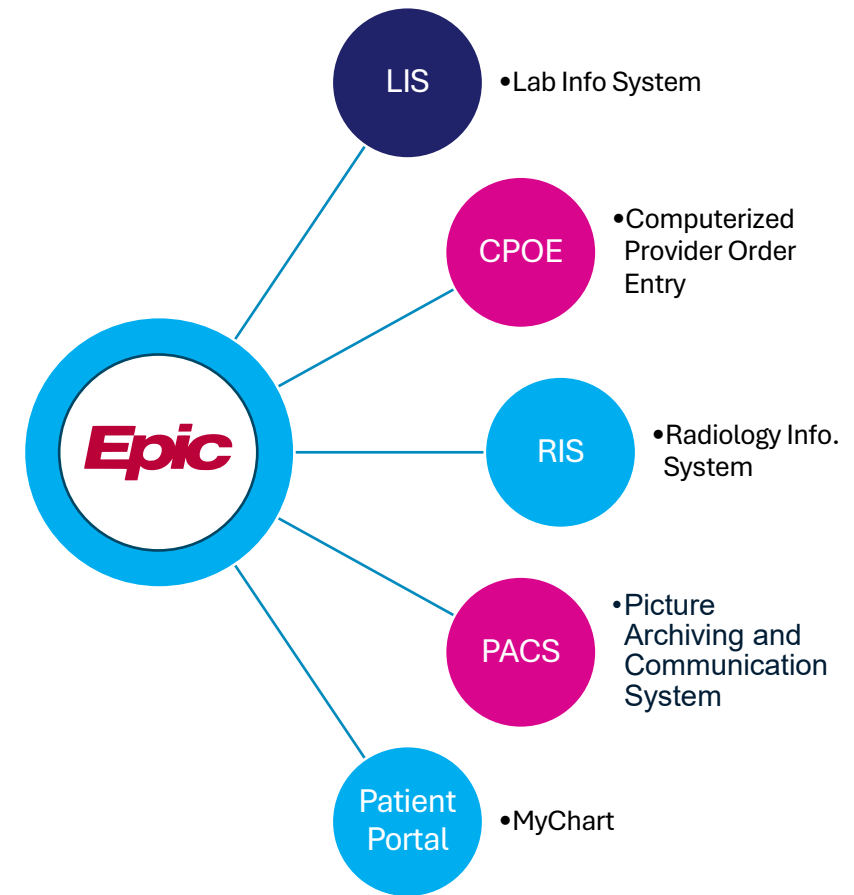 LIS
•Lab Info System
CPOE
•Computerized
Provider Order
Entry
Epic
RIS
•Radiology Info.
System
PACS
•Picture
Archiving and
Communication
System
Patient
Portal
•MyChart